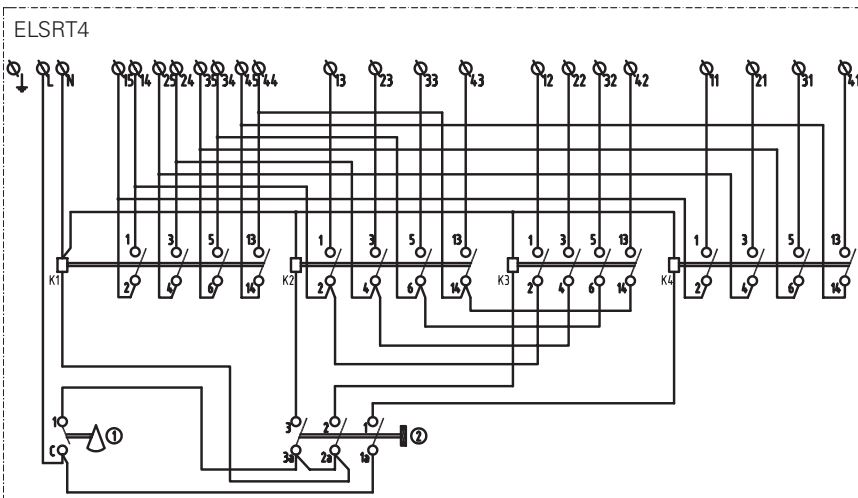 ELSRT4
L N 15 14 25 24 35 34 45 44 13 23 33 43 12 22 32 42 11 21 31 41
1 3 5 13 1 3 5 13 1 3 5 13 1 3 5 13
K1 K2 K3 K4
2 4 6 14 2 4 6 14 2 4 6 14 2 4 6 14
1 ① 3 2 1 ②
C 3a 2a 1a